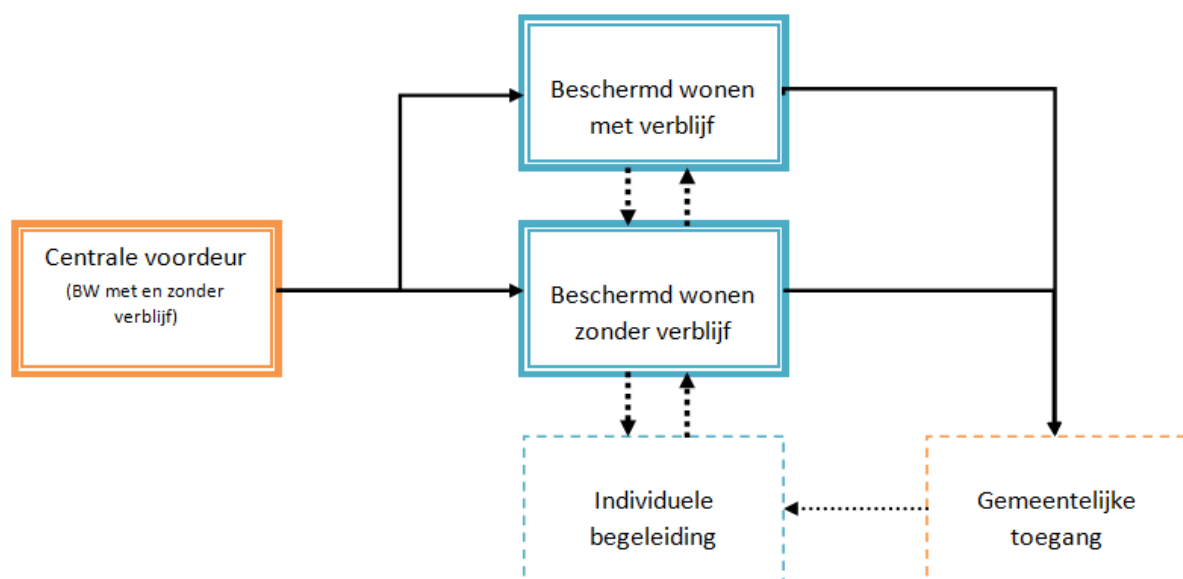 Beschermd wonen
met verblijf
Centrale voordeur
(BW met en zonder
verblijf)
Beschermd wonen
zonder verblijf
Individuele
begeleiding
Gemeentelijke
toegang